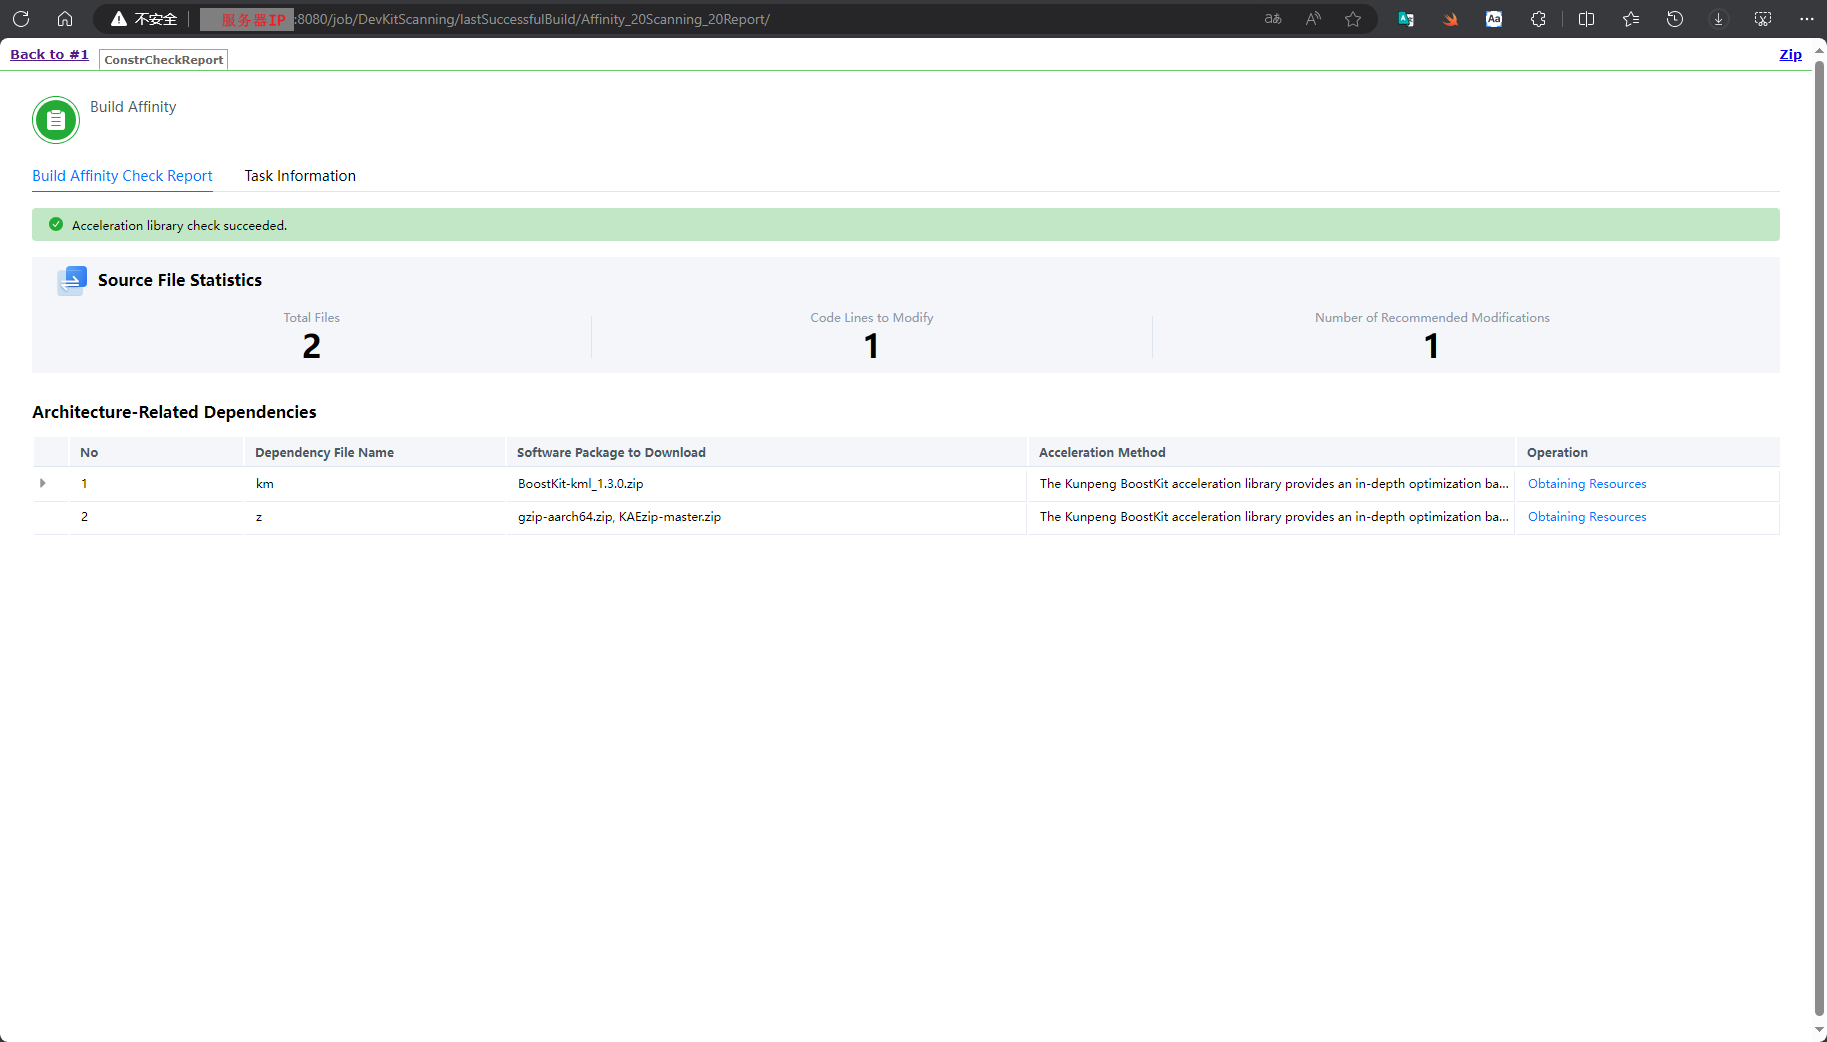 不安全 服务器IP :8080/job/DevKitScanning/lastSuccessfulBuild/Affinity_20Scanning_20Report/
Back to #1 ConstrCheckReport Zip
Build Affinity
Build Affinity Check Report Task Information
Acceleration library check succeeded.
Source File Statistics
Total Files Code Lines to Modify Number of Recommended Modifications
2 1 1
Architecture-Related Dependencies
No Dependency File Name Software Package to Download Acceleration Method Operation
1 km BoostKit-kml_1.3.0.zip The Kunpeng BoostKit acceleration library provides an in-depth optimization ba... Obtaining Resources
2 z gzip-aarch64.zip, KAEzip-master.zip The Kunpeng BoostKit acceleration library provides an in-depth optimization ba... Obtaining Resources